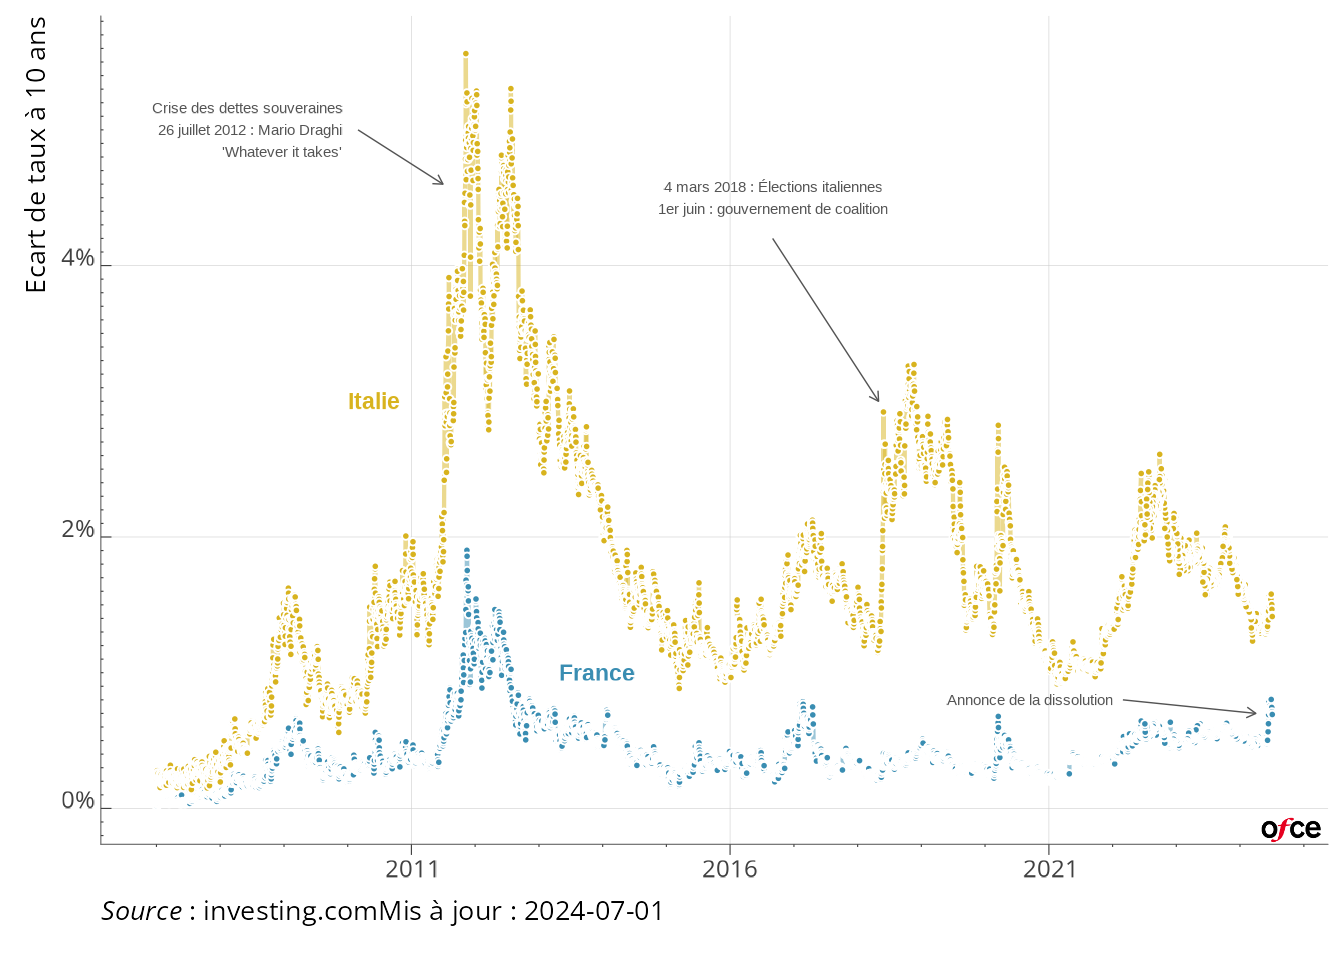 Ecart de taux à 10 ans
Crise des dettes souveraines
26 juillet 2012 : Mario Draghi
'Whatever it takes'
4 mars 2018 : Élections italiennes
1er juin : gouvernement de coalition
4%
Italie
2%
France
Annonce de la dissolution
0%
ofce
2011
2016
2021
Source : investing.comMis à jour : 2024-07-01